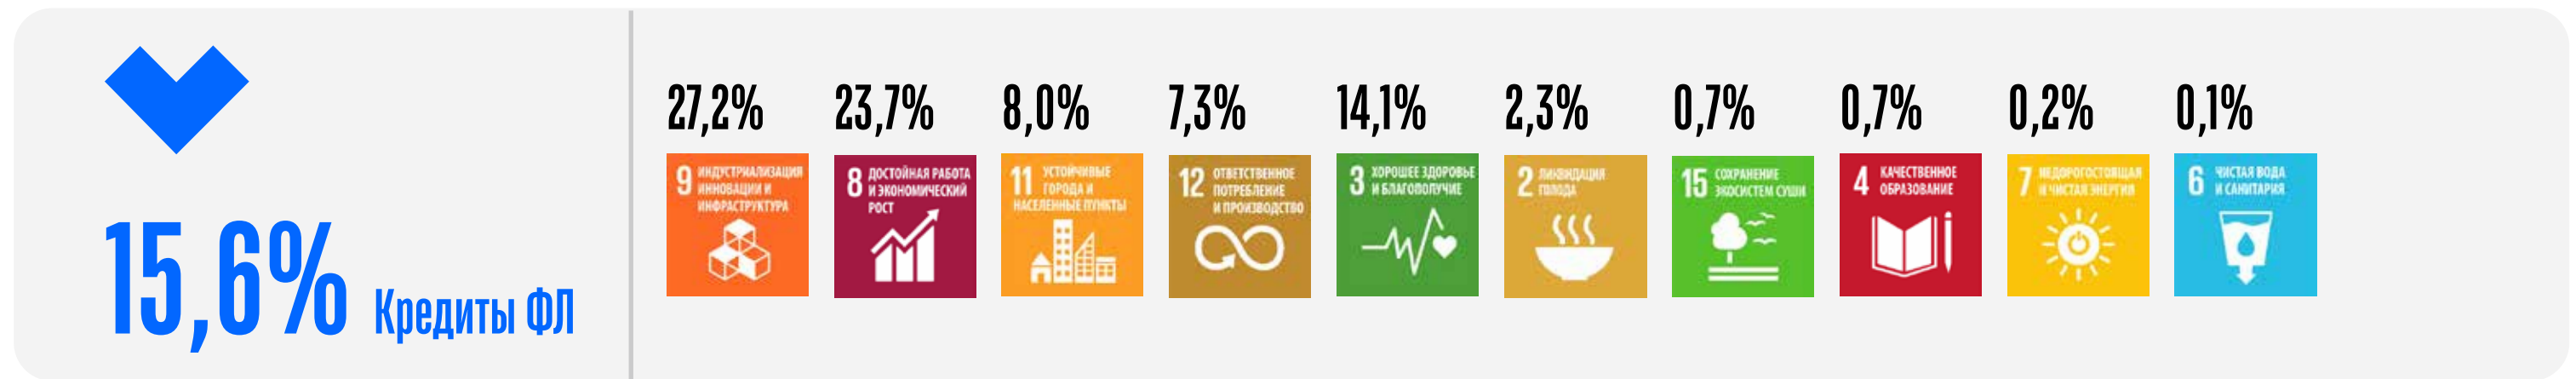 15,6% Кредиты ФЛ
27,2%
9 ИНДУСТРИАЛИЗАЦИЯ
ИННОВАЦИИ И
ИНФРАСТРУКТУРА
23,7%
8 ДОСТОЙНАЯ РАБОТА
И ЭКОНОМИЧЕСКИЙ
РОСТ
8,0%
11 УСТОЙЧИВЫЕ
ГОРОДА И
НАСЕЛЕННЫЕ ПУНКТЫ
7,3%
12 ОТВЕТСТВЕННОЕ
ПОТРЕБЛЕНИЕ
И ПРОИЗВОДСТВО
14,1%
3 ХОРОШЕЕ ЗДОРОВЬЕ
И БЛАГОПОЛУЧИЕ
2,3%
2 ЛИКВИДАЦИЯ
ГОЛОДА
0,7%
15 СОХРАНЕНИЕ
ЭКОСИСТЕМ СУШИ
0,7%
4 КАЧЕСТВЕННОЕ
ОБРАЗОВАНИЕ
0,2%
7 НЕДОРОГОСТОЯЩАЯ
И ЧИСТАЯ ЭНЕРГИЯ
0,1%
6 ЧИСТАЯ ВОДА
И САНИТАРИЯ